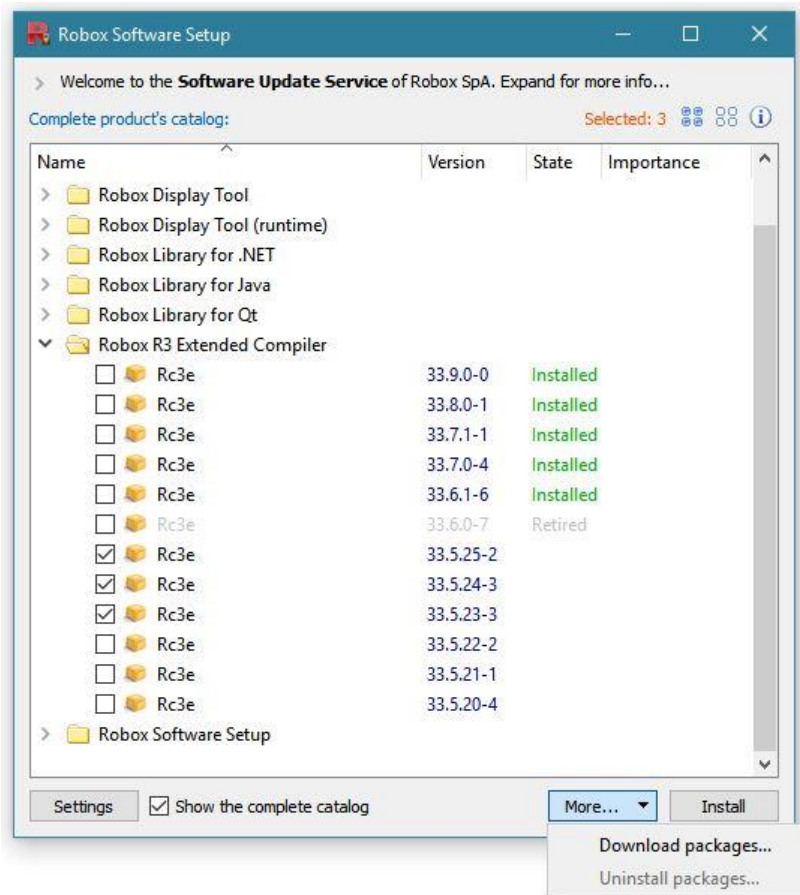 Robox Software Setup
Welcome to the Software Update Service of Robox SpA. Expand for more info...
Complete product's catalog: Selected: 3
Name Version State Importance
Robox Display Tool
Robox Display Tool (runtime)
Robox Library for .NET
Robox Library for Java
Robox Library for Qt
Robox R3 Extended Compiler
Rc3e 33.9.0-0 Installed
Rc3e 33.8.0-1 Installed
Rc3e 33.7.1-1 Installed
Rc3e 33.7.0-4 Installed
Rc3e 33.6.1-6 Installed
Rc3e 33.6.0-7 Retired
Rc3e 33.5.25-2
Rc3e 33.5.24-3
Rc3e 33.5.23-3
Rc3e 33.5.22-2
Rc3e 33.5.21-1
Rc3e 33.5.20-4
Robox Software Setup
Settings Show the complete catalog More... Install
Download packages...
Uninstall packages...